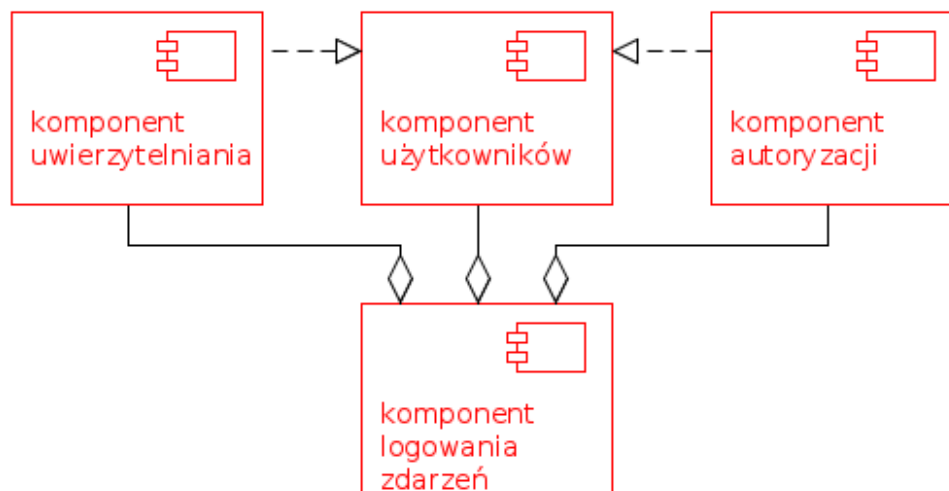 komponent
uwierzytelniania
komponent
użytkowników
komponent
autoryzacji
komponent
logowania
zdarzeń